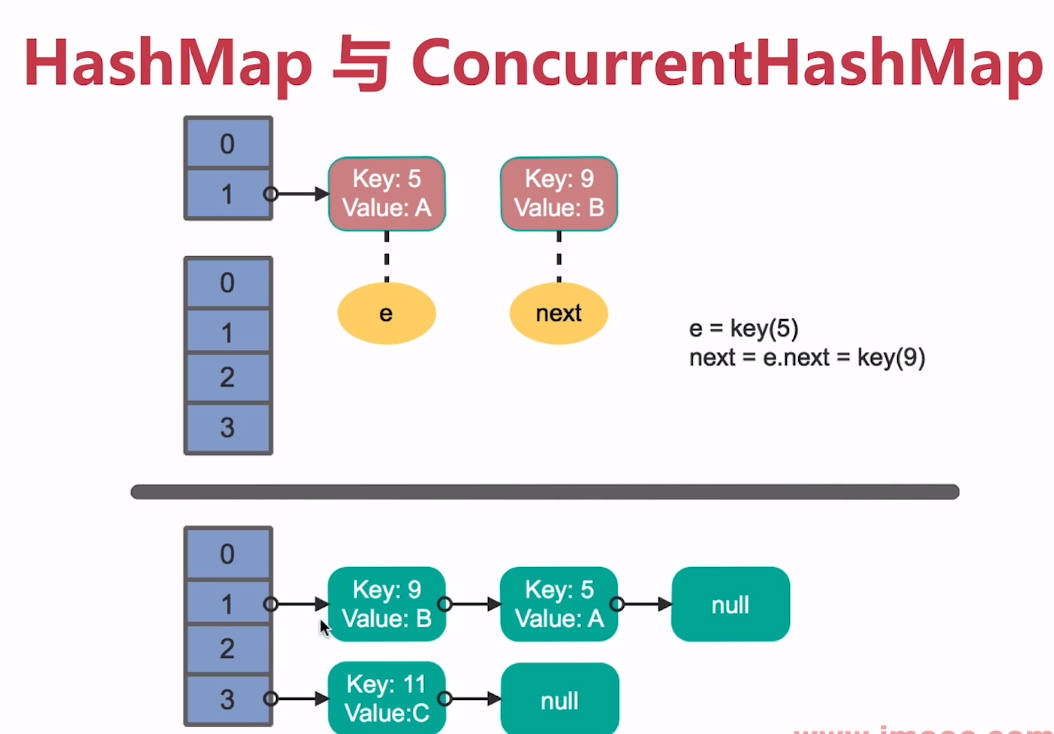 HashMap 与 ConcurrentHashMap
0
1
Key: 5
Value: A
Key: 9
Value: B
e
next
0
1
2
3
e = key(5)
next = e.next = key(9)
0
1
2
3
Key: 9
Value: B
Key: 5
Value: A
null
Key: 11
Value:C
null